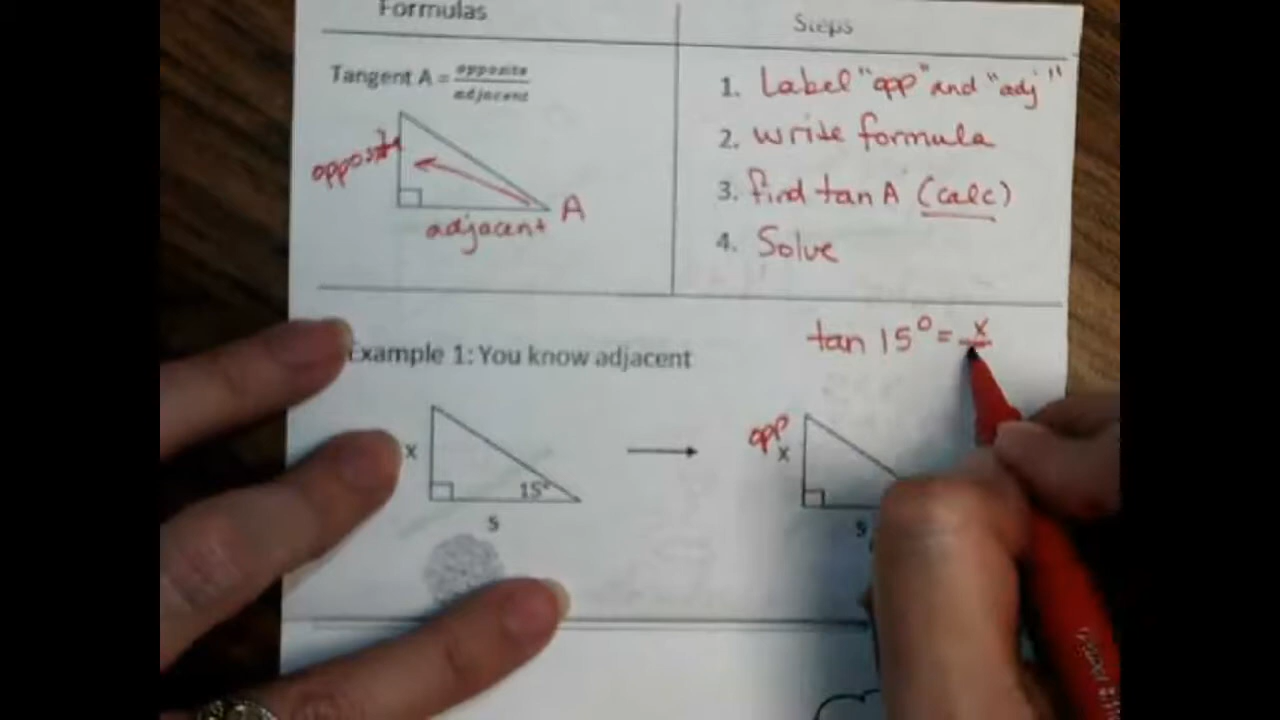 Formulas
Steps
Tangent A = opposite
adjacent
opposite
adjacent
A
1. Label "opp" and "adj"
2. write formula
3. find tan A (calc)
4. Solve
Example 1: You know adjacent
tan 15° = x
x
15°
5
opp
x
5